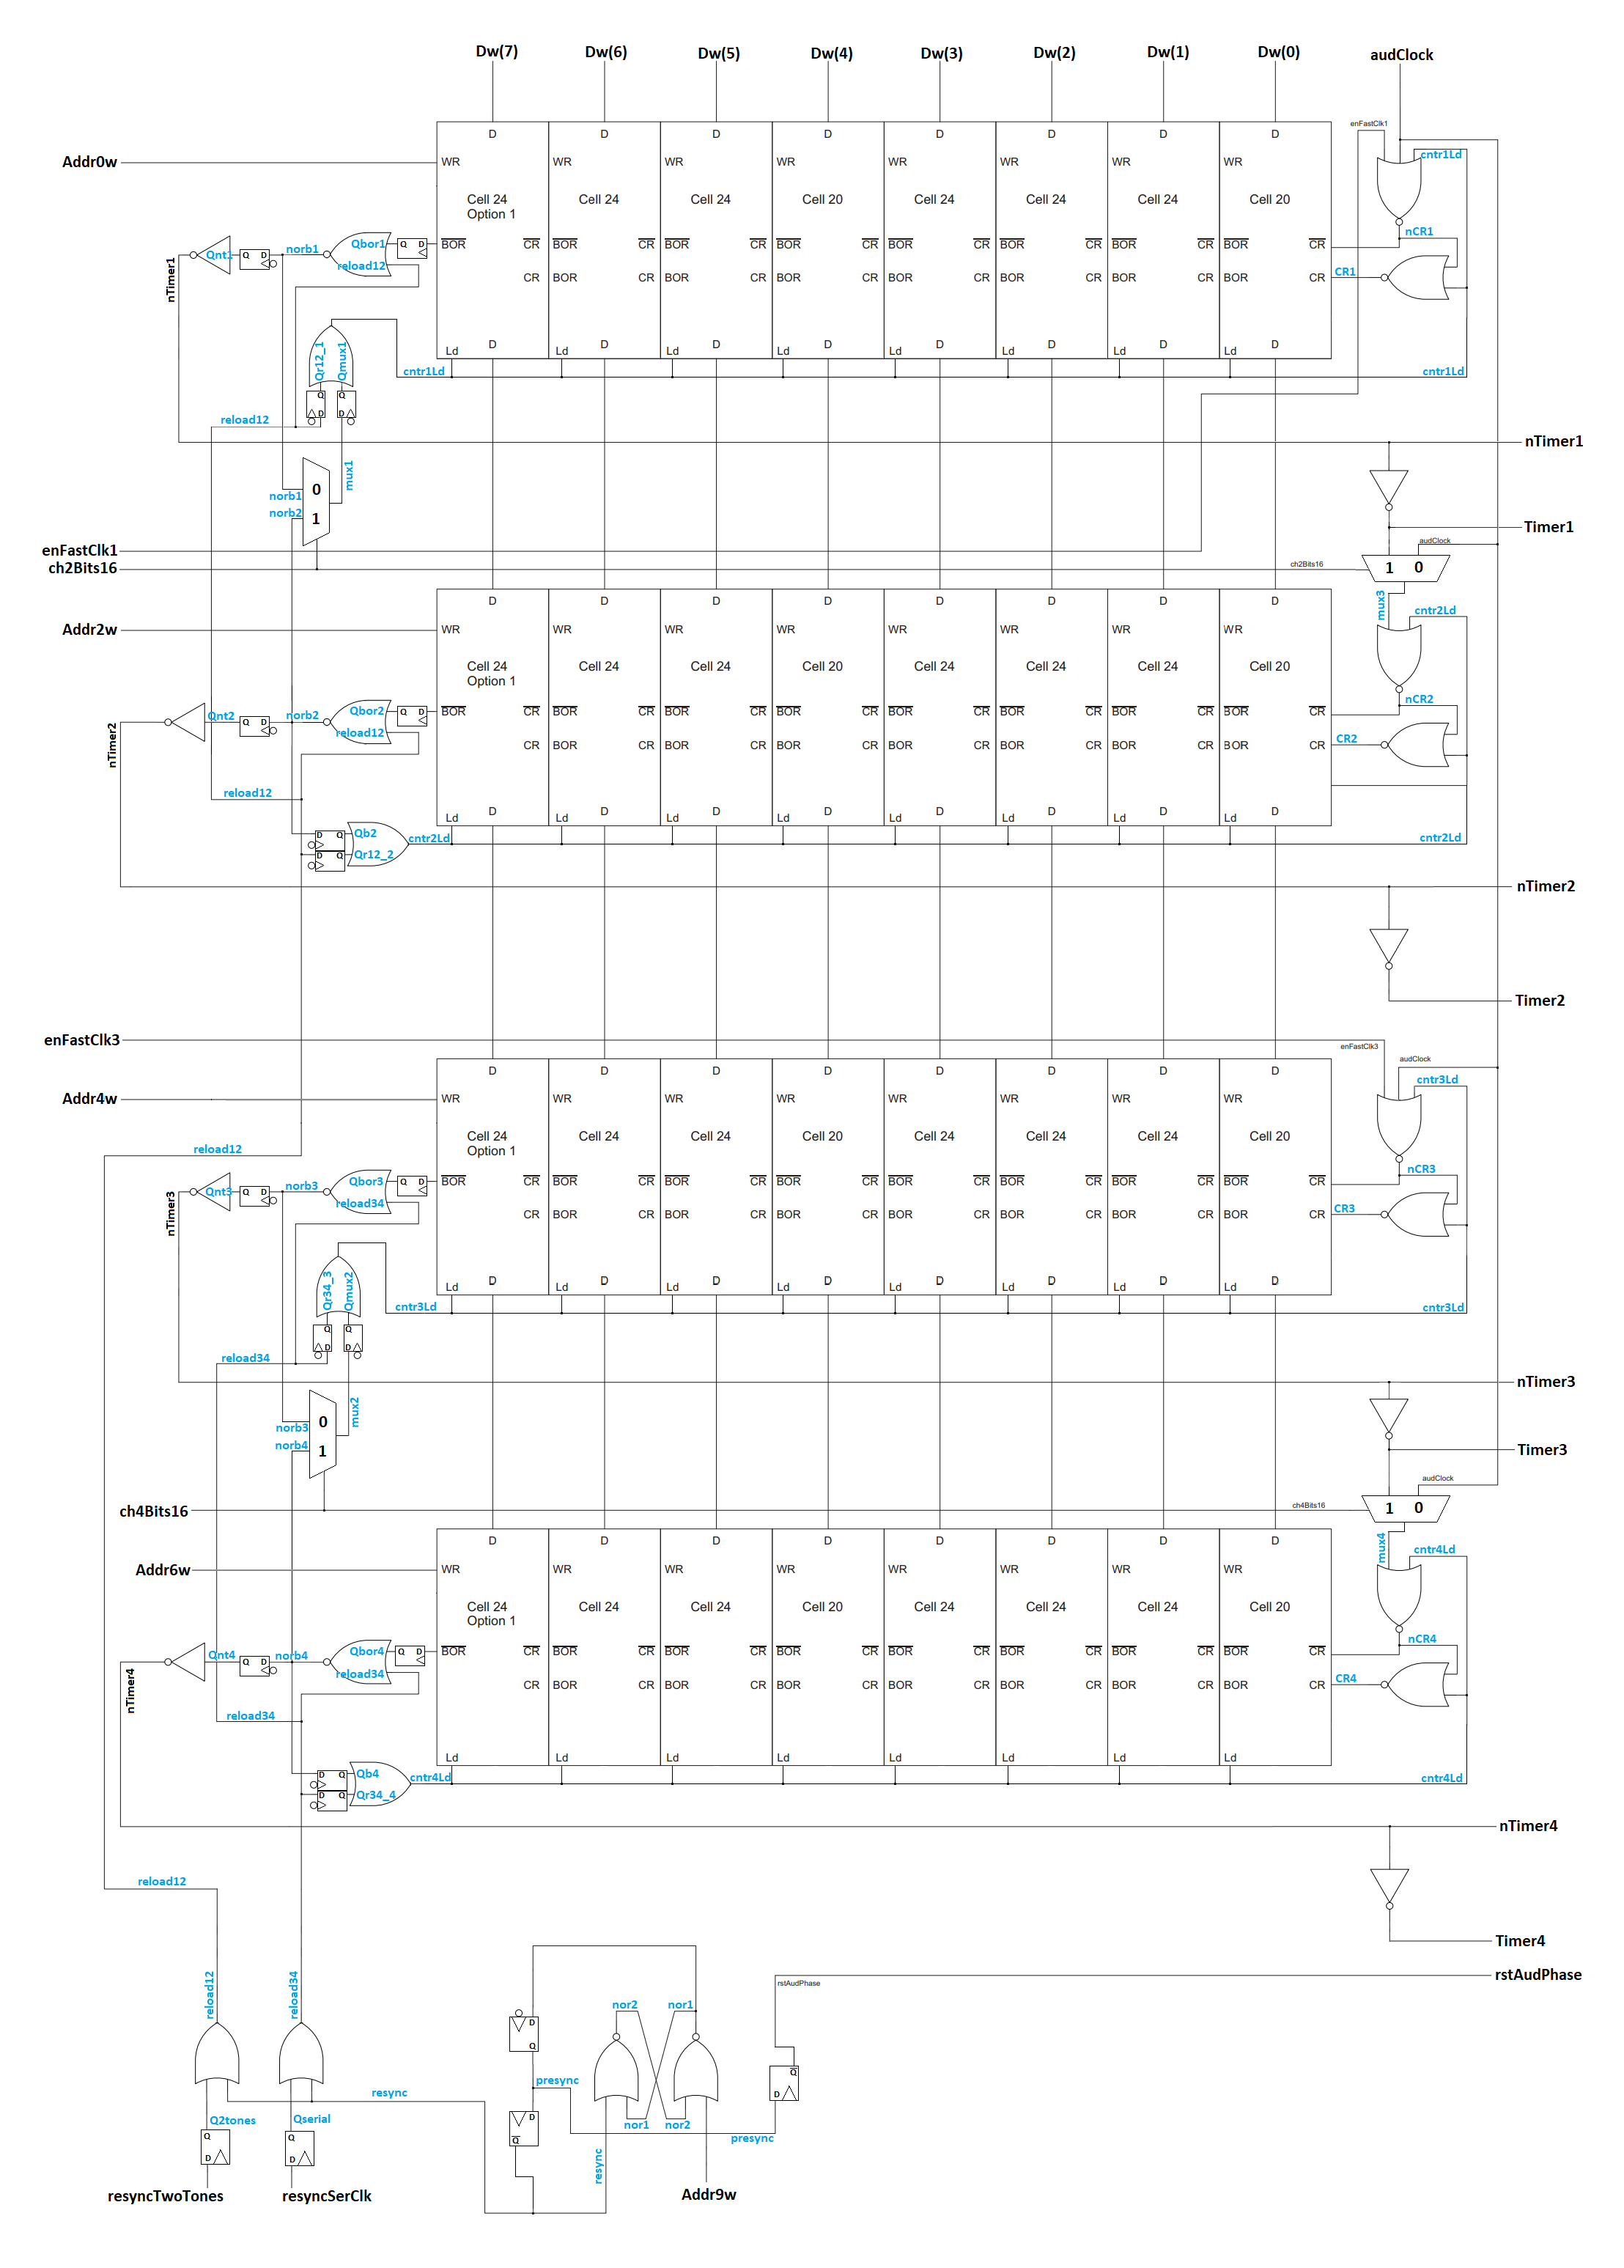 Dw(7) Dw(6) Dw(5) Dw(4) Dw(3) Dw(2) Dw(1) Dw(0) audClock
enFastClk1
D D D D D D D D
cntr1Ld
Addr0w WR WR WR WR WR WR WR WR
Cell 24 Cell 24 Cell 24 Cell 20 Cell 24 Cell 24 Cell 24 Cell 20
Option 1
nCR1
norb1 Qbor1 Q D BOR CR BOR CR BOR CR BOR CR BOR CR BOR CR BOR CR BOR CR
Qnt1 Q D
reload12
nTimer1
CR BOR CR BOR CR BOR CR BOR CR BOR CR BOR CR BOR CR CR1
D D D D D D D D
Ld Ld Ld Ld Ld Ld Ld Ld
Qr12_1 Qmux1
cntr1Ld cntr1Ld
Q Q
D D
reload12
nTimer1
mux1
0
norb1
norb2
1
Timer1
enFastClk1 audClock
ch2Bits16 ch2Bits16 1 0
D D D D D D D D
mux3 cntr2Ld
Addr2w WR WR WR WR WR WR WR WR
Cell 24 Cell 24 Cell 24 Cell 20 Cell 24 Cell 24 Cell 24 Cell 20
Option 1
nCR2
Qnt2 Q D norb2 Qbor2 Q D BOR CR BOR CR BOR CR BOR CR BOR CR BOR CR BOR CR BOR CR
reload12
nTimer2
CR BOR CR BOR CR BOR CR BOR CR BOR CR BOR CR BOR CR CR2
reload12
D D D D D D D D
Ld Ld Ld Ld Ld Ld Ld Ld
D Q Qb2 cntr2Ld cntr2Ld
D Q Qr12_2
nTimer2
Timer2
enFastClk3 enFastClk3
audClock
D D D D D D D D
cntr3Ld
Addr4w WR WR WR WR WR WR WR WR
Cell 24 Cell 24 Cell 24 Cell 20 Cell 24 Cell 24 Cell 24 Cell 20
Option 1
reload12
nCR3
Qnt3 Q D norb3 Qbor3 Q D BOR CR BOR CR BOR CR BOR CR BOR CR BOR CR BOR CR BOR CR
reload34
nTimer3
CR BOR CR BOR CR BOR CR BOR CR BOR CR BOR CR BOR CR CR3
D D D D D D D D
Ld Ld Ld Ld Ld Ld Ld Ld
Qr34_3 Qmux2
cntr3Ld cntr3Ld
Q Q
D D
reload34
nTimer3
mux2
0
norb3
norb4
1
Timer3
audClock
ch4Bits16 ch4Bits16 1 0
D D D D D D D D
mux4 cntr4Ld
Addr6w WR WR WR WR WR WR WR WR
Cell 24 Cell 24 Cell 24 Cell 20 Cell 24 Cell 24 Cell 24 Cell 20
Option 1
nCR4
Qnt4 Q D norb4 Qbor4 Q D BOR CR BOR CR BOR CR BOR CR BOR CR BOR CR BOR CR BOR CR
reload34
nTimer4
CR BOR CR BOR CR BOR CR BOR CR BOR CR BOR CR BOR CR CR4
reload34
Ld Ld Ld Ld Ld Ld Ld Ld
D Q Qb4 cntr4Ld cntr4Ld
D Q Qr34_4
nTimer4
reload12
Timer4
rstAudPhase rstAudPhase
reload12 reload34
nor2 nor1
D
Q
Q
D
presync
resync
nor1 nor2
presync
D
Q
Q2tones Qserial
Q Q
D D
resync
resyncTwoTones resyncSerClk Addr9w